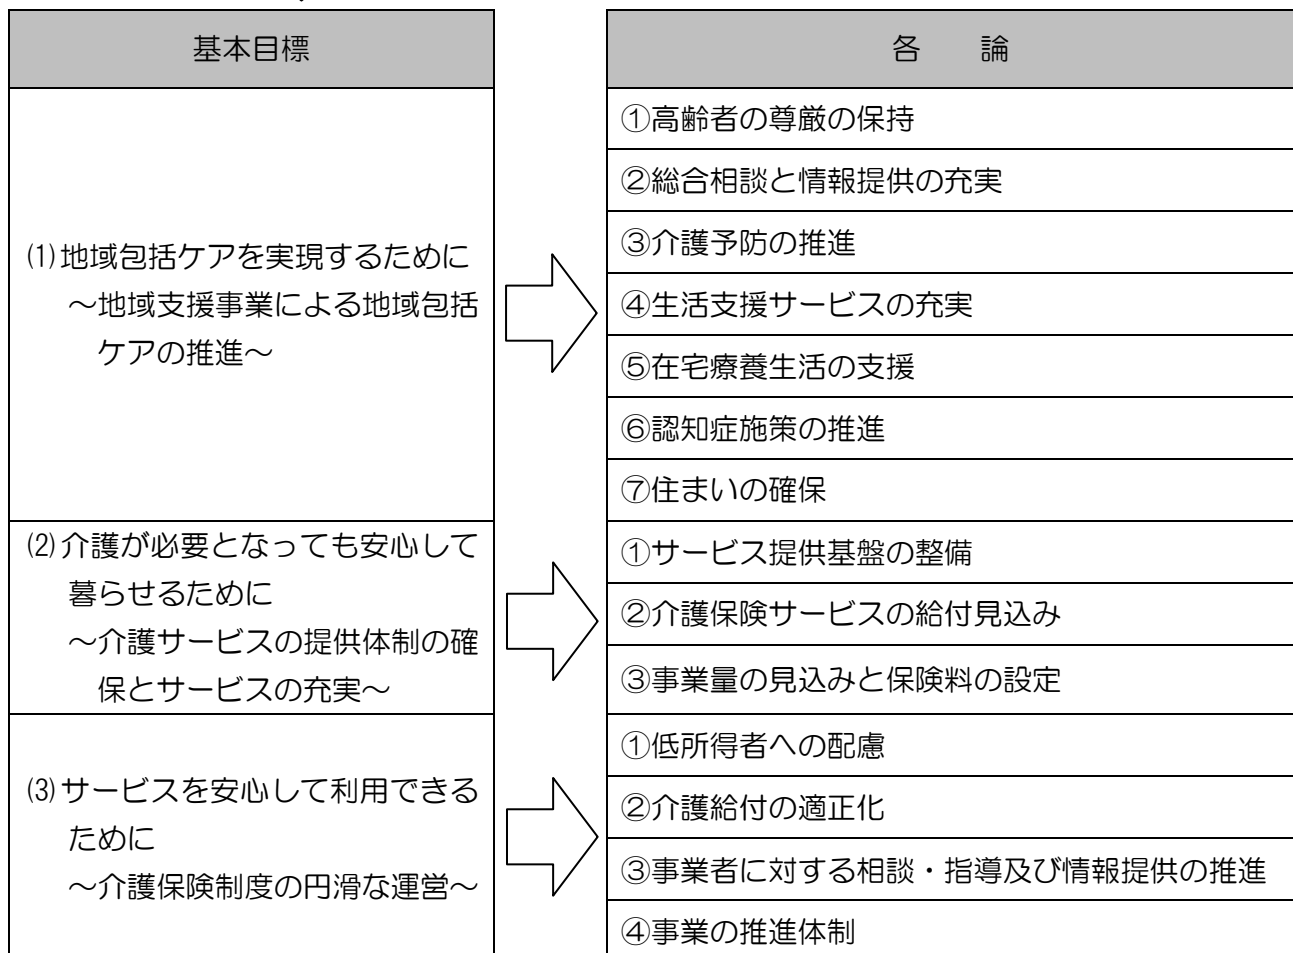 基本目標
各　　論
⑴地域包括ケアを実現するために
～地域支援事業による地域包括
ケアの推進～
①高齢者の尊厳の保持
②総合相談と情報提供の充実
③介護予防の推進
④生活支援サービスの充実
⑤在宅療養生活の支援
⑥認知症施策の推進
⑦住まいの確保
⑵介護が必要となっても安心して
暮らせるために
～介護サービスの提供体制の確
保とサービスの充実～
①サービス提供基盤の整備
②介護保険サービスの給付見込み
③事業量の見込みと保険料の設定
⑶サービスを安心して利用できる
ために
～介護保険制度の円滑な運営～
①低所得者への配慮
②介護給付の適正化
③事業者に対する相談・指導及び情報提供の推進
④事業の推進体制